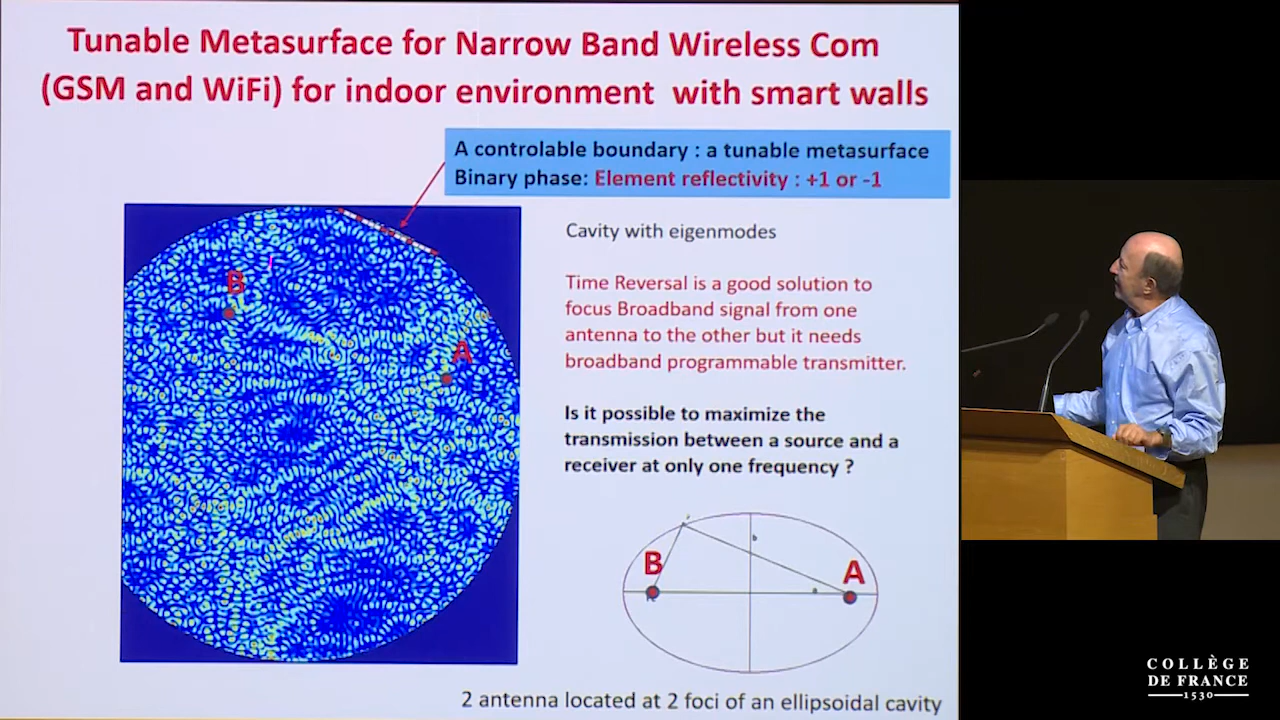 Tunable Metasurface for Narrow Band Wireless Com
(GSM and WiFi) for indoor environment with smart walls
A controlable boundary : a tunable metasurface
Binary phase: Element reflectivity : +1 or -1
Cavity with eigenmodes
Time Reversal is a good solution to
focus Broadband signal from one
antenna to the other but it needs
broadband programmable transmitter.
Is it possible to maximize the
transmission between a source and a
receiver at only one frequency ?
B
A
b
B
A
a
2 antenna located at 2 foci of an ellipsoidal cavity
COLLÈGE
DE FRANCE
1530